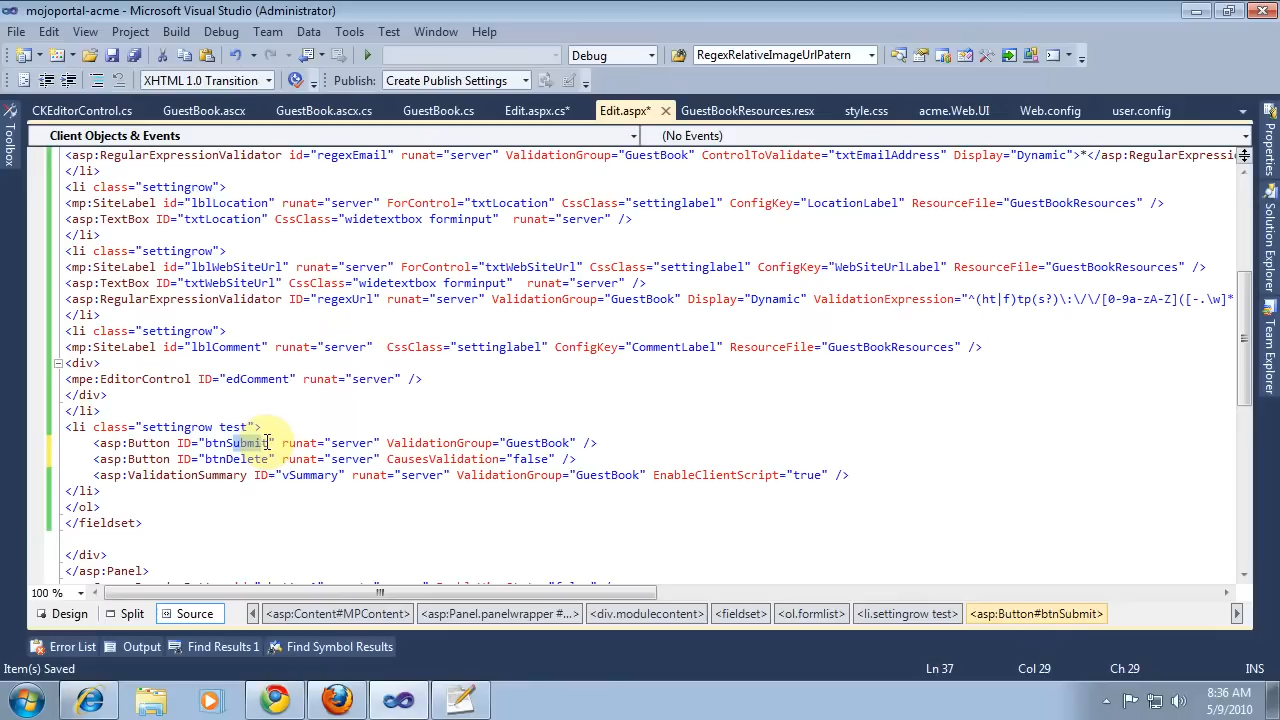 mojoportal-acme - Microsoft Visual Studio (Administrator)
File Edit View Project Build Debug Team Data Tools Test Window Help
Debug RegexRelativeImageUrlPatern
XHTML 1.0 Transition Publish: Create Publish Settings
CKEditorControl.cs GuestBook.ascx GuestBook.ascx.cs GuestBook.cs Edit.aspx.cs* Edit.aspx* GuestBookResources.resx style.css acme.Web.UI Web.config user.config
Toolbox
Client Objects & Events (No Events)
<asp:RegularExpressionValidator id="regexEmail" runat="server" ValidationGroup="GuestBook" ControlToValidate="txtEmailAddress" Display="Dynamic">*</asp:RegularExpressi
</li>
<li class="settingrow">
<mp:SiteLabel id="lblLocation" runat="server" ForControl="txtLocation" CssClass="settinglabel" ConfigKey="LocationLabel" ResourceFile="GuestBookResources" />
<asp:TextBox ID="txtLocation" CssClass="widetextbox forminput"  runat="server" />
</li>
<li class="settingrow">
<mp:SiteLabel id="lblWebSiteUrl" runat="server" ForControl="txtWebSiteUrl" CssClass="settinglabel" ConfigKey="WebSiteUrlLabel" ResourceFile="GuestBookResources" />
<asp:TextBox ID="txtWebSiteUrl" CssClass="widetextbox forminput"  runat="server" />
<asp:RegularExpressionValidator ID="regexUrl" runat="server" ValidationGroup="GuestBook" Display="Dynamic" ValidationExpression="^(ht|f)tp(s?)\:\/\/[0-9a-zA-Z]([-.\w]*
</li>
<li class="settingrow">
<mp:SiteLabel id="lblComment" runat="server"  CssClass="settinglabel" ConfigKey="CommentLabel" ResourceFile="GuestBookResources" />
<div>
<mpe:EditorControl ID="edComment" runat="server" />
</div>
</li>
<li class="settingrow test">
<asp:Button ID="btnSubmit" runat="server" ValidationGroup="GuestBook" />
<asp:Button ID="btnDelete" runat="server" CausesValidation="false" />
<asp:ValidationSummary ID="vSummary" runat="server" ValidationGroup="GuestBook" EnableClientScript="true" />
</li>
</ol>
</fieldset>
</div>
</asp:Panel>
Properties
Solution Explorer
Team Explorer
100 %
Design Split Source <asp:Content#MPContent> <asp:Panel.panelwrapper #...> <div.modulecontent> <fieldset> <ol.formlist> <li.settingrow test> <asp:Button#btnSubmit>
Error List Output Find Results 1 Find Symbol Results
Item(s) Saved Ln 37 Col 29 Ch 29 INS
8:36 AM
5/9/2010